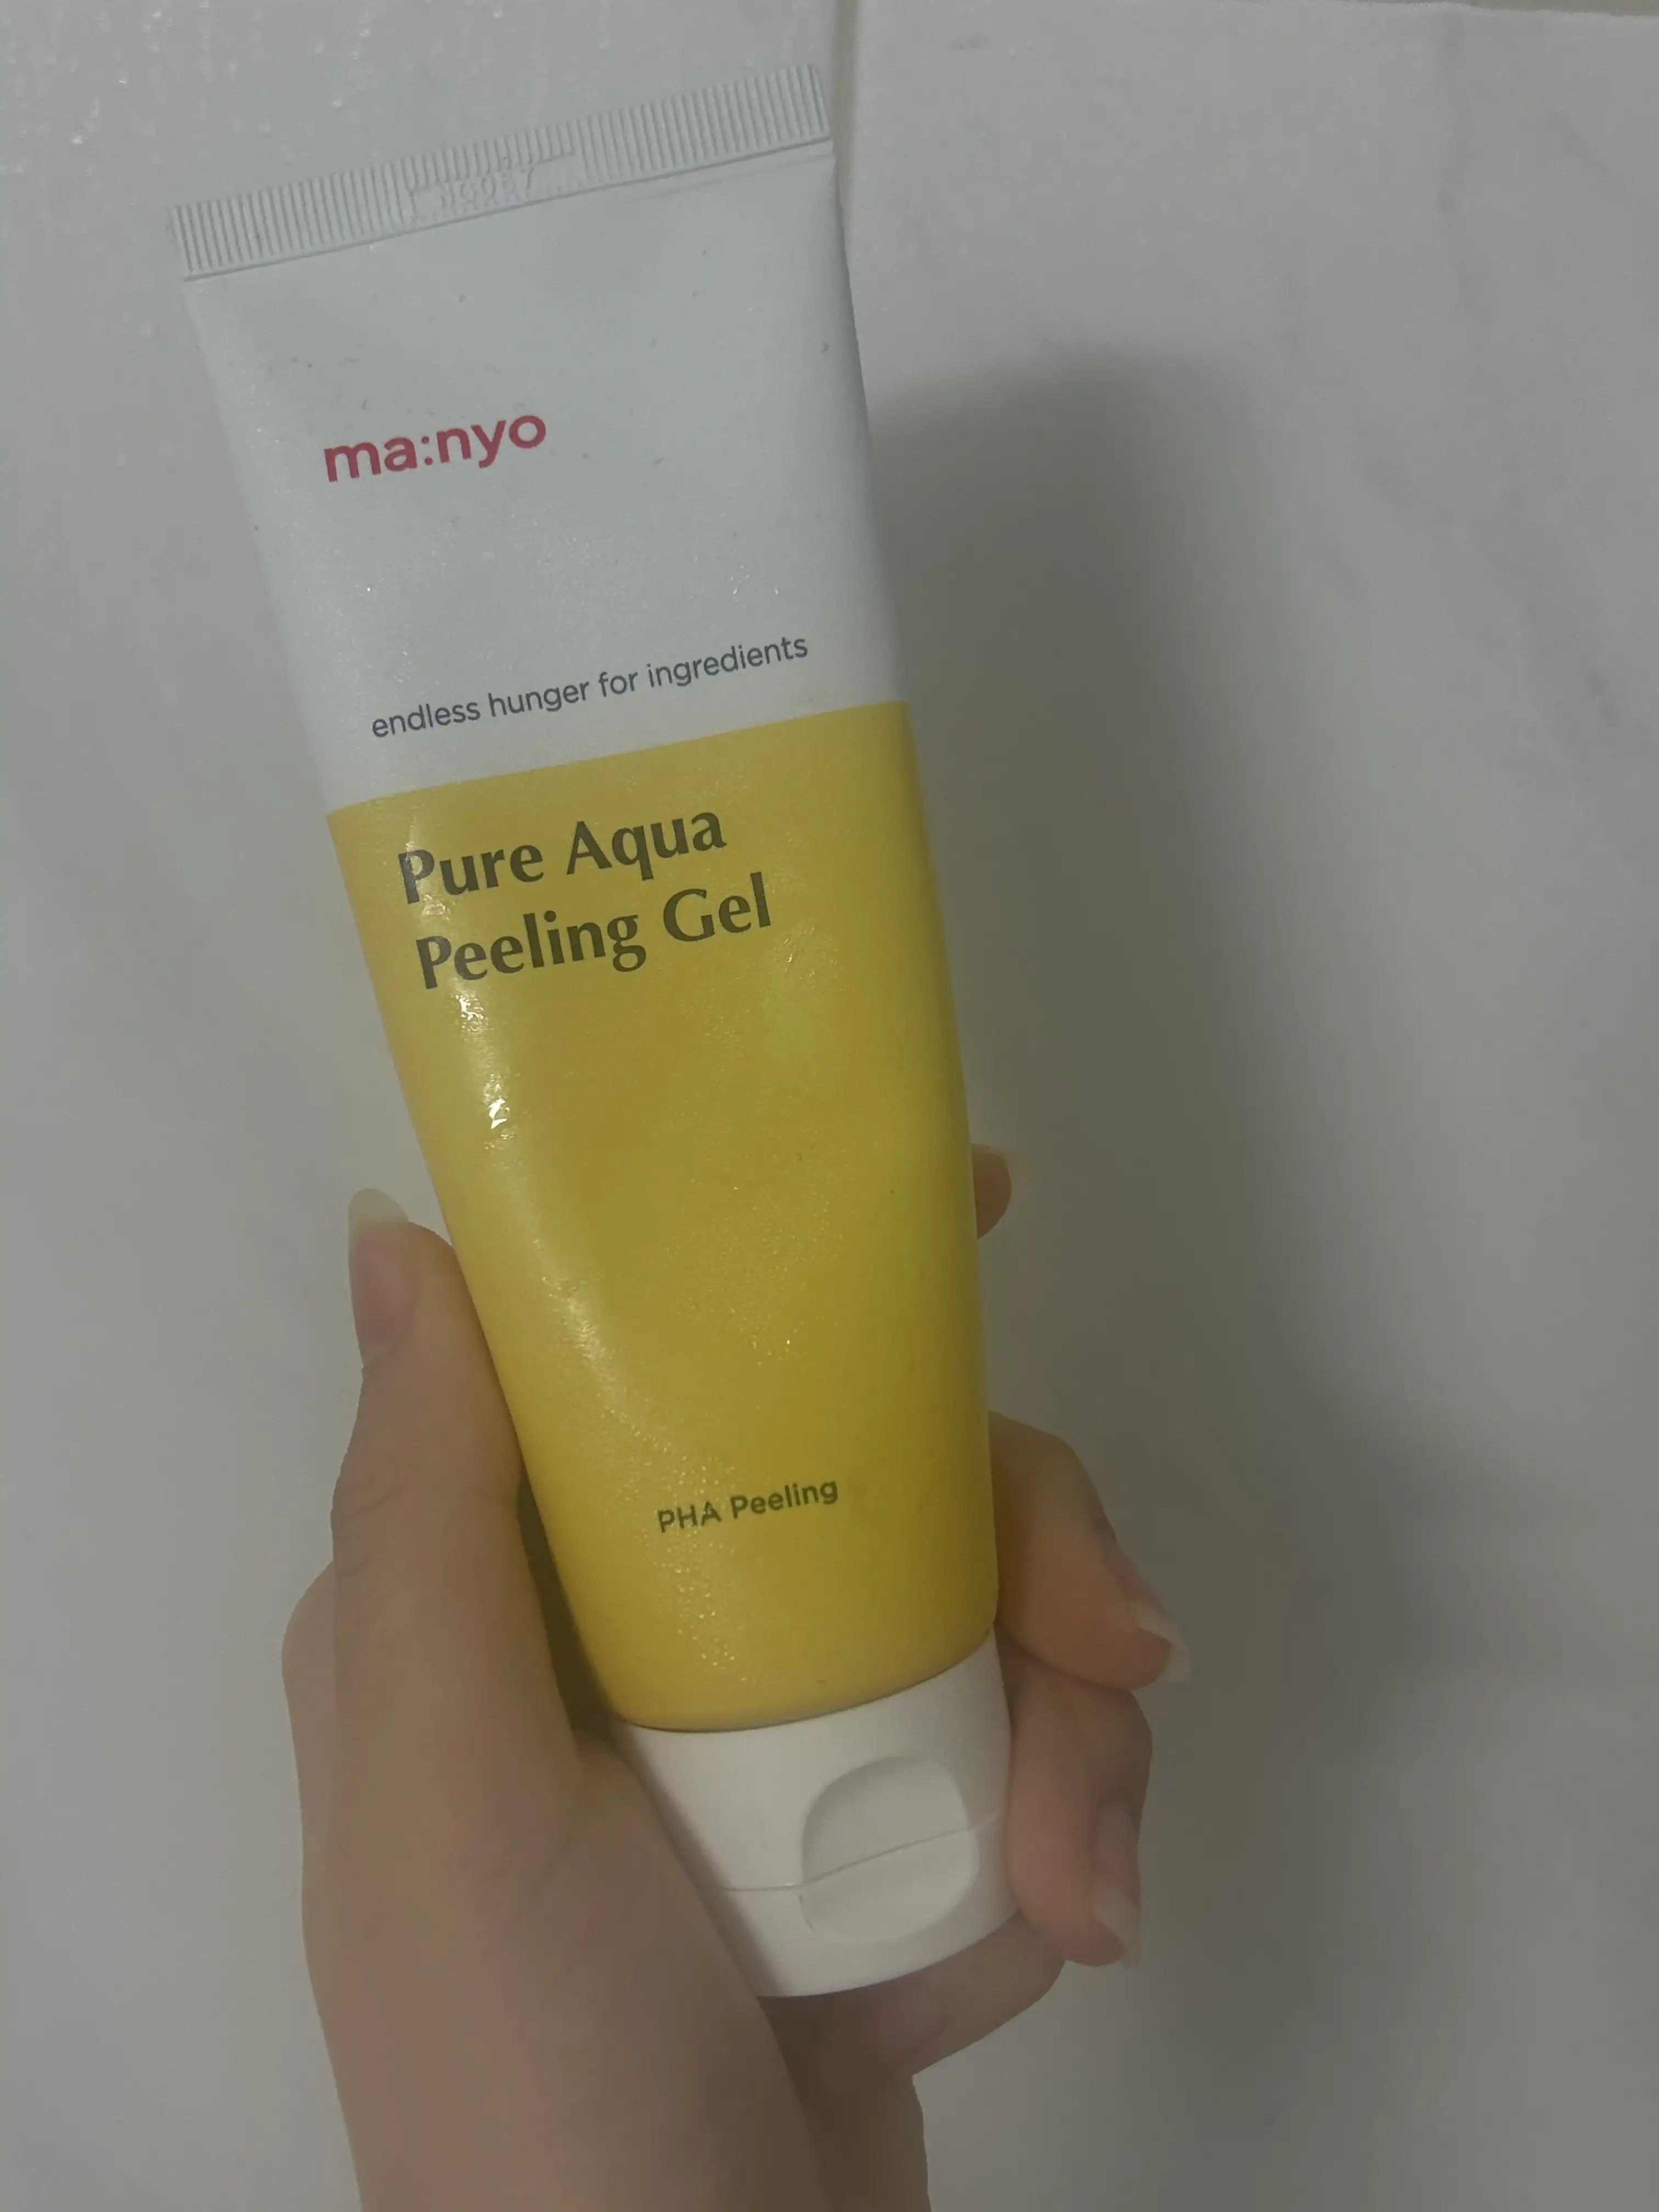 ma:nyo
endless hunger for ingredients
Pure Aqua
Peeling Gel
PHA Peeling